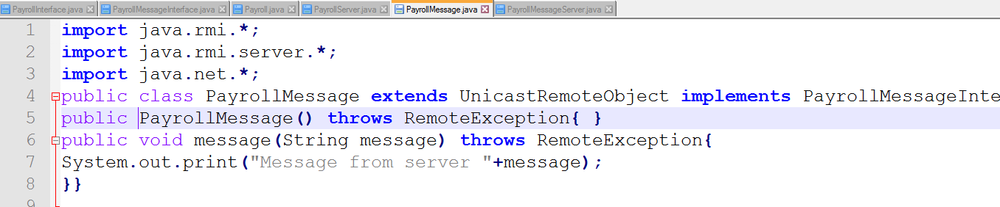 PayrollInterface.java PayrollMessageInterface.java Payroll.java PayrollServer.java PayrollMessage.java PayrollMessageServer.java
1 import java.rmi.*;
2 import java.rmi.server.*;
3 import java.net.*;
4 public class PayrollMessage extends UnicastRemoteObject implements PayrollMessageInte
5 public PayrollMessage() throws RemoteException{ }
6 public void message(String message) throws RemoteException{
7 System.out.print("Message from server "+message);
8 }}
9